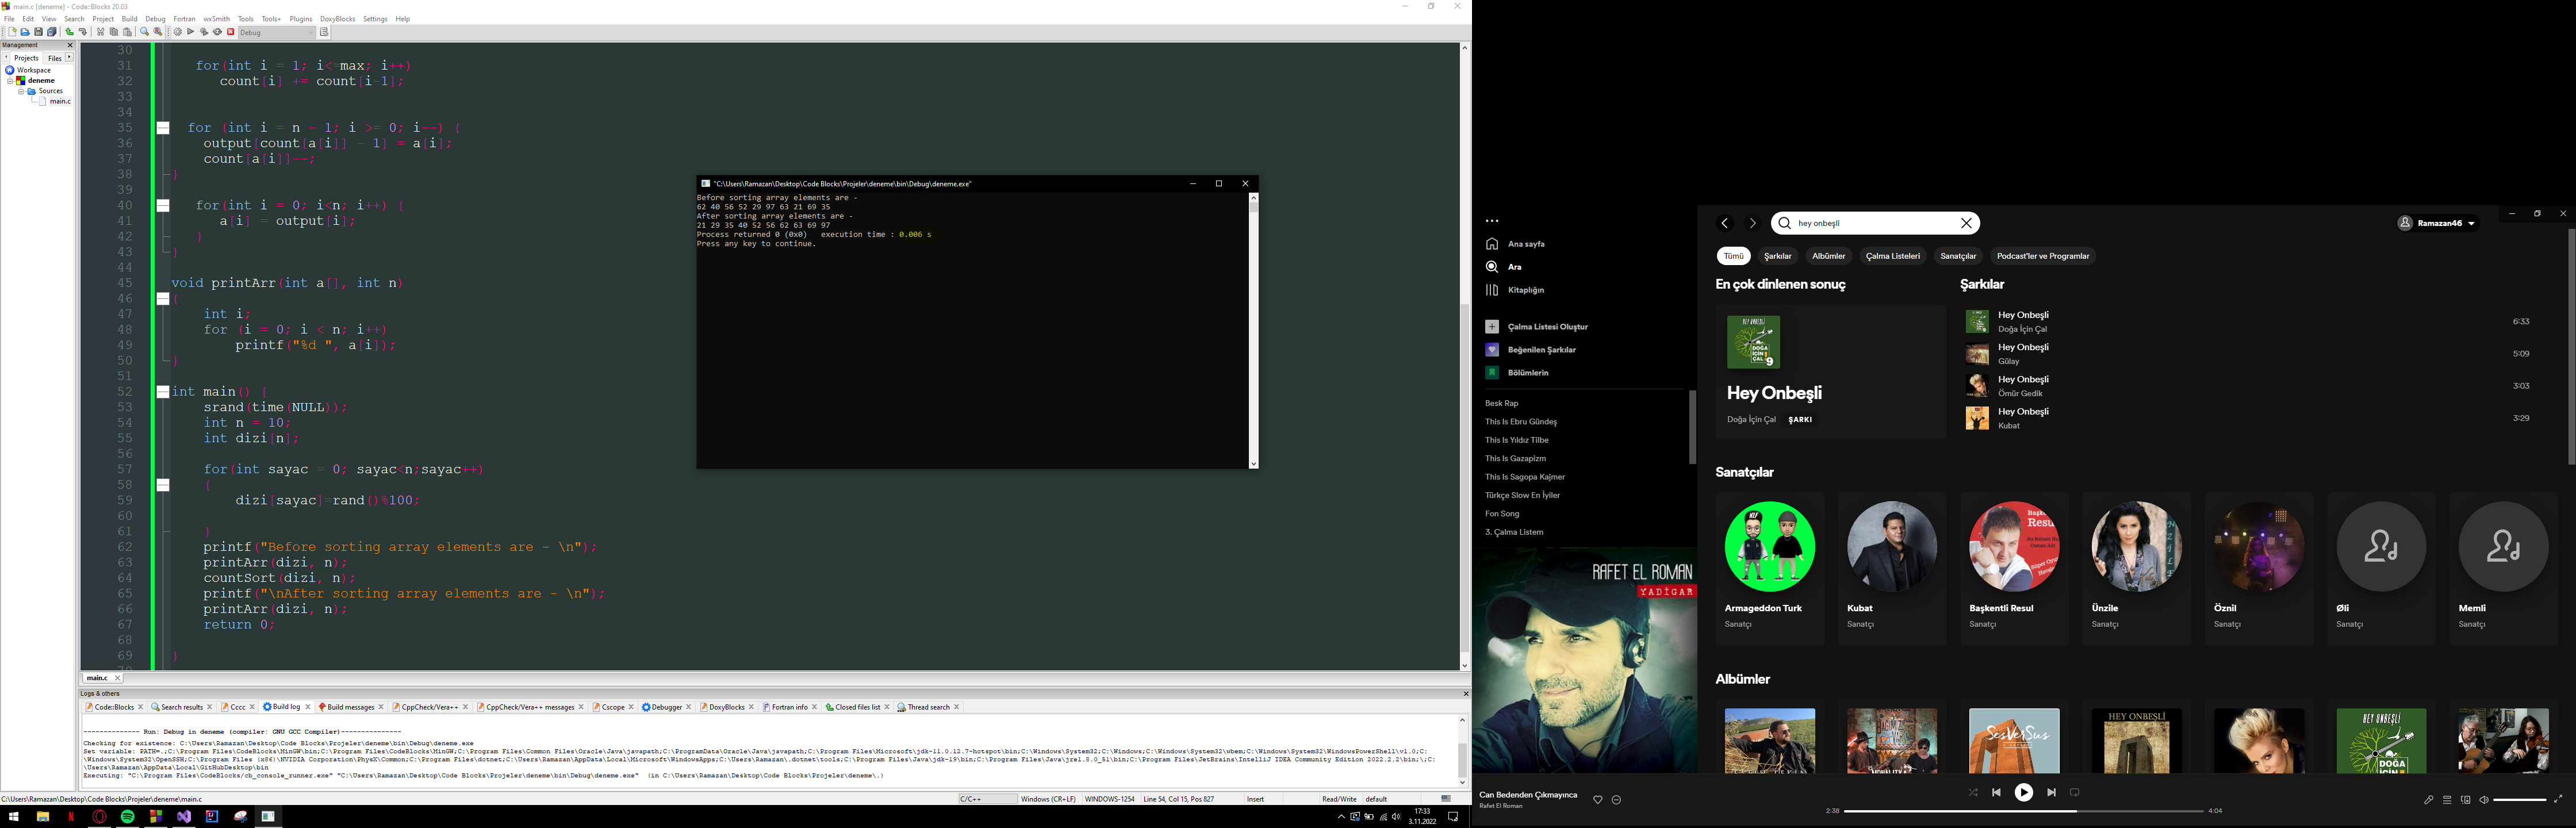 main.c [deneme] - Code::Blocks 20.03
File Edit View Search Project Build Debug Fortran wxSmith Tools Tools+ Plugins DoxyBlocks Settings Help
Debug
Management
Projects Files
Workspace
deneme
Sources
main.c
30
31 for(int i = 1; i<=max; i++)
32 count[i] += count[i-1];
33
34
35 for (int i = n - 1; i >= 0; i--) {
36 output[count[a[i]] - 1] = a[i];
37 count[a[i]]--;
38 }
39
40 for(int i = 0; i<n; i++) {
41 a[i] = output[i];
42 }
43 }
44
45 void printArr(int a[], int n)
46 {
47 int i;
48 for (i = 0; i < n; i++)
49 printf("%d ", a[i]);
50 }
51
52 int main() {
53 srand(time(NULL));
54 int n = 10;
55 int dizi[n];
56
57 for(int sayac = 0; sayac<n;sayac++)
58 {
59 dizi[sayac]=rand()%100;
60
61 }
62 printf("Before sorting array elements are - \n");
63 printArr(dizi, n);
64 countSort(dizi, n);
65 printf("\nAfter sorting array elements are - \n");
66 printArr(dizi, n);
67 return 0;
68
69 }
"C:\Users\Ramazan\Desktop\Code Blocks\Projeler\deneme\bin\Debug\deneme.exe"
Before sorting array elements are -
62 40 56 52 29 97 63 21 69 35
After sorting array elements are -
21 29 35 40 52 56 62 63 69 97
Process returned 0 (0x0) execution time : 0.006 s
Press any key to continue.
main.c
Logs & others
Code::Blocks Search results Cccc Build log Build messages CppCheck/Vera++ CppCheck/Vera++ messages Cscope Debugger DoxyBlocks Fortran info Closed files list Thread search
-------------- Run: Debug in deneme (compiler: GNU GCC Compiler)---------------
Checking for existence: C:\Users\Ramazan\Desktop\Code Blocks\Projeler\deneme\bin\Debug\deneme.exe
Set variable: PATH=.;C:\Program Files\CodeBlocks\MinGW\bin;C:\Program Files\CodeBlocks\MinGW;C:\Program Files\Common Files\Oracle\Java\javapath;C:\ProgramData\Oracle\Java\javapath;C:\Program Files\Microsoft\jdk-11.0.12.7-hotspot\bin;C:\Windows\System32;C:\Windows;C:\Windows\System32\wbem;C:\Windows\System32\WindowsPowerShell\v1.0;C:
\Windows\System32\OpenSSH;C:\Program Files (x86)\NVIDIA Corporation\PhysX\Common;C:\Program Files\dotnet;C:\Users\Ramazan\AppData\Local\Microsoft\WindowsApps;C:\Users\Ramazan\.dotnet\tools;C:\Program Files\Java\jdk-19\bin;C:\Program Files\Java\jre1.8.0_51\bin;C:\Program Files\JetBrains\IntelliJ IDEA Community Edition 2022.2.2\bin;\;C:
\Users\Ramazan\AppData\Local\GitHubDesktop\bin
Executing: "C:\Program Files\CodeBlocks/cb_console_runner.exe" "C:\Users\Ramazan\Desktop\Code Blocks\Projeler\deneme\bin\Debug\deneme.exe" (in C:\Users\Ramazan\Desktop\Code Blocks\Projeler\deneme\.)
C:\Users\Ramazan\Desktop\Code Blocks\Projeler\deneme\main.c C/C++ Windows (CR+LF) WINDOWS-1254 Line 54, Col 15, Pos 827 Insert Read/Write default
17:33
3.11.2022
Ana sayfa
Ara
Kitaplığın
Çalma Listesi Oluştur
Beğenilen Şarkılar
Bölümlerin
Besk Rap
This Is Ebru Gündeş
This Is Yıldız Tilbe
This Is Gazapizm
This Is Sagopa Kajmer
Türkçe Slow En İyiler
Fon Song
3. Çalma Listem
RAFET EL ROMAN
YADİGAR
hey onbeşli
Ramazan46
Tümü Şarkılar Albümler Çalma Listeleri Sanatçılar Podcast'ler ve Programlar
En çok dinlenen sonuç
HEY ONBEŞLİ
DOĞA İÇİN ÇAL 9
Hey Onbeşli
Doğa İçin Çal ŞARKI
Şarkılar
Hey Onbeşli 6:33
Doğa İçin Çal
Hey Onbeşli 5:09
Gülay
Hey Onbeşli 3:03
Ömür Gedik
Hey Onbeşli 3:29
Kubat
Sanatçılar
Armageddon Turk
Sanatçı
Kubat
Sanatçı
Başkentli Resul
Sanatçı
Ünzile
Sanatçı
Öznil
Sanatçı
Øli
Sanatçı
Memli
Sanatçı
Albümler
SesVerSus
HEY ONBEŞLİ
HEY ONBEŞLİ
DOĞA
Can Bedenden Çıkmayınca
Rafet El Roman
2:38 4:04